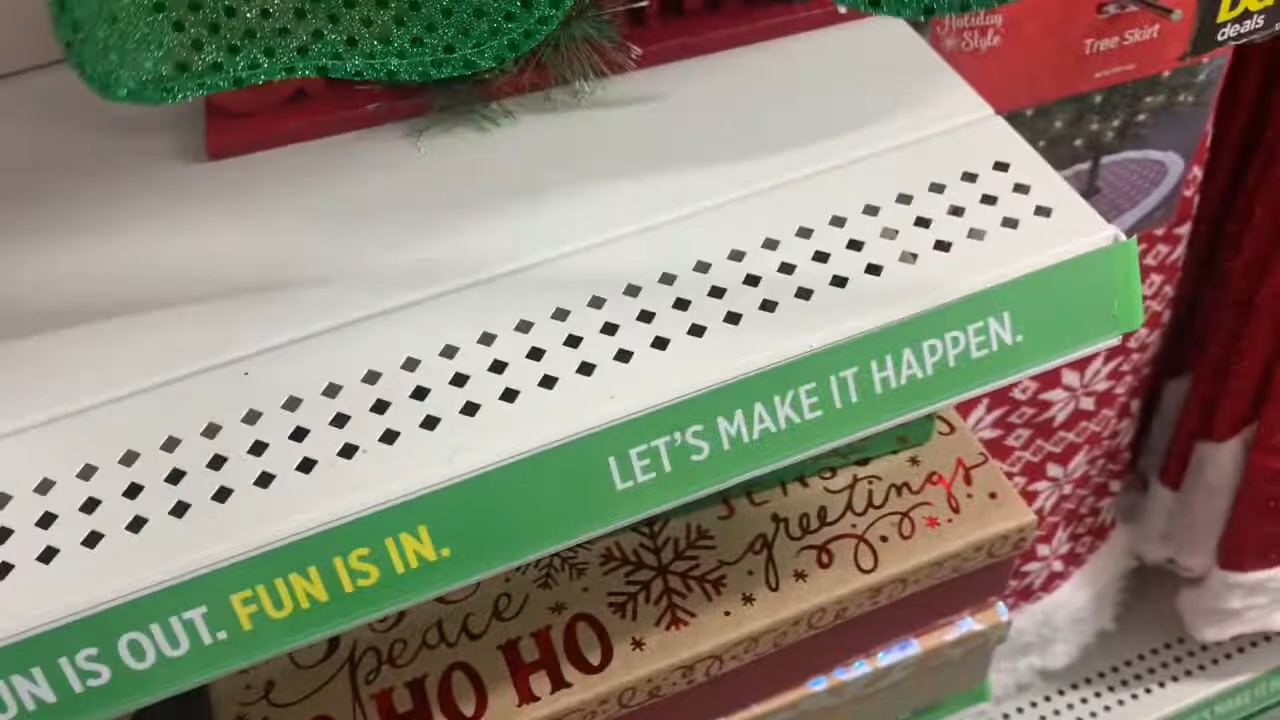 Holiday
Style
Tree Skirt
deals
UN IS OUT. FUN IS IN.
LET'S MAKE IT HAPPEN.
greetings
peace
HO HO